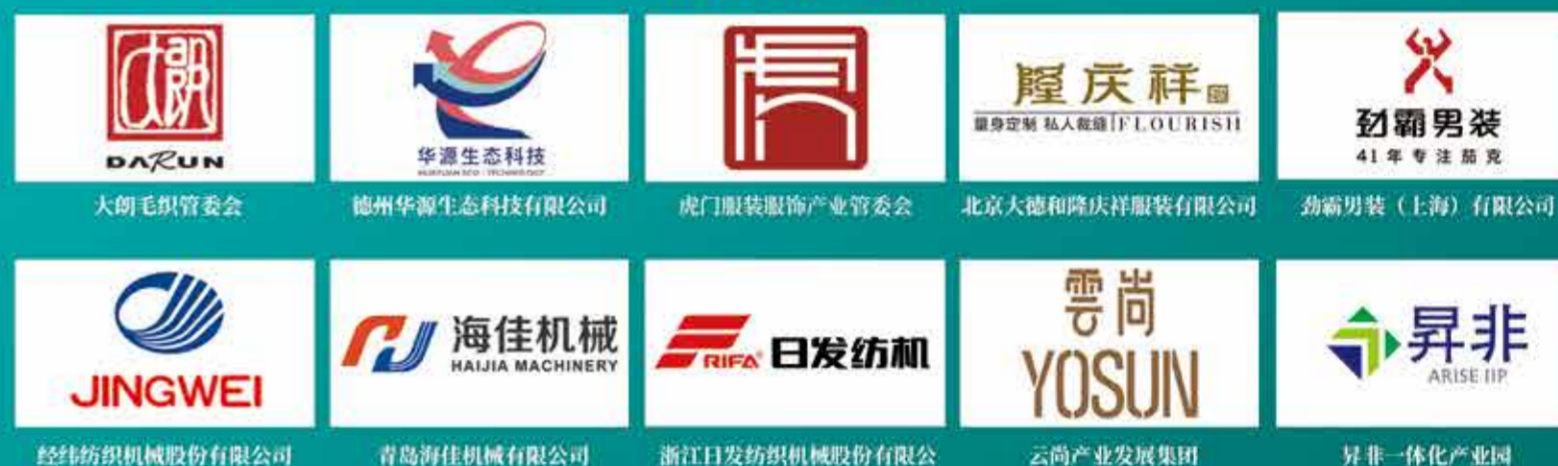 大朗
DARUN
大朗毛织管委会
华源生态科技
HUAYUAN ECO-TECHNOLOGY
德州华源生态科技有限公司
虎门服装服饰产业管委会
隆庆祥
量身定制 私人裁缝 FLOURISH
北京大德和隆庆祥服装有限公司
劲霸男装
41年专注茄克
劲霸男装（上海）有限公司
JINGWEI
经纬纺织机械股份有限公司
海佳机械
HAIJIA MACHINERY
青岛海佳机械有限公司
RIFA® 日发纺机
浙江日发纺织机械股份有限公
雲尚
YOSUN
云尚产业发展集团
昇非
ARISE IIP
昇非一体化产业园